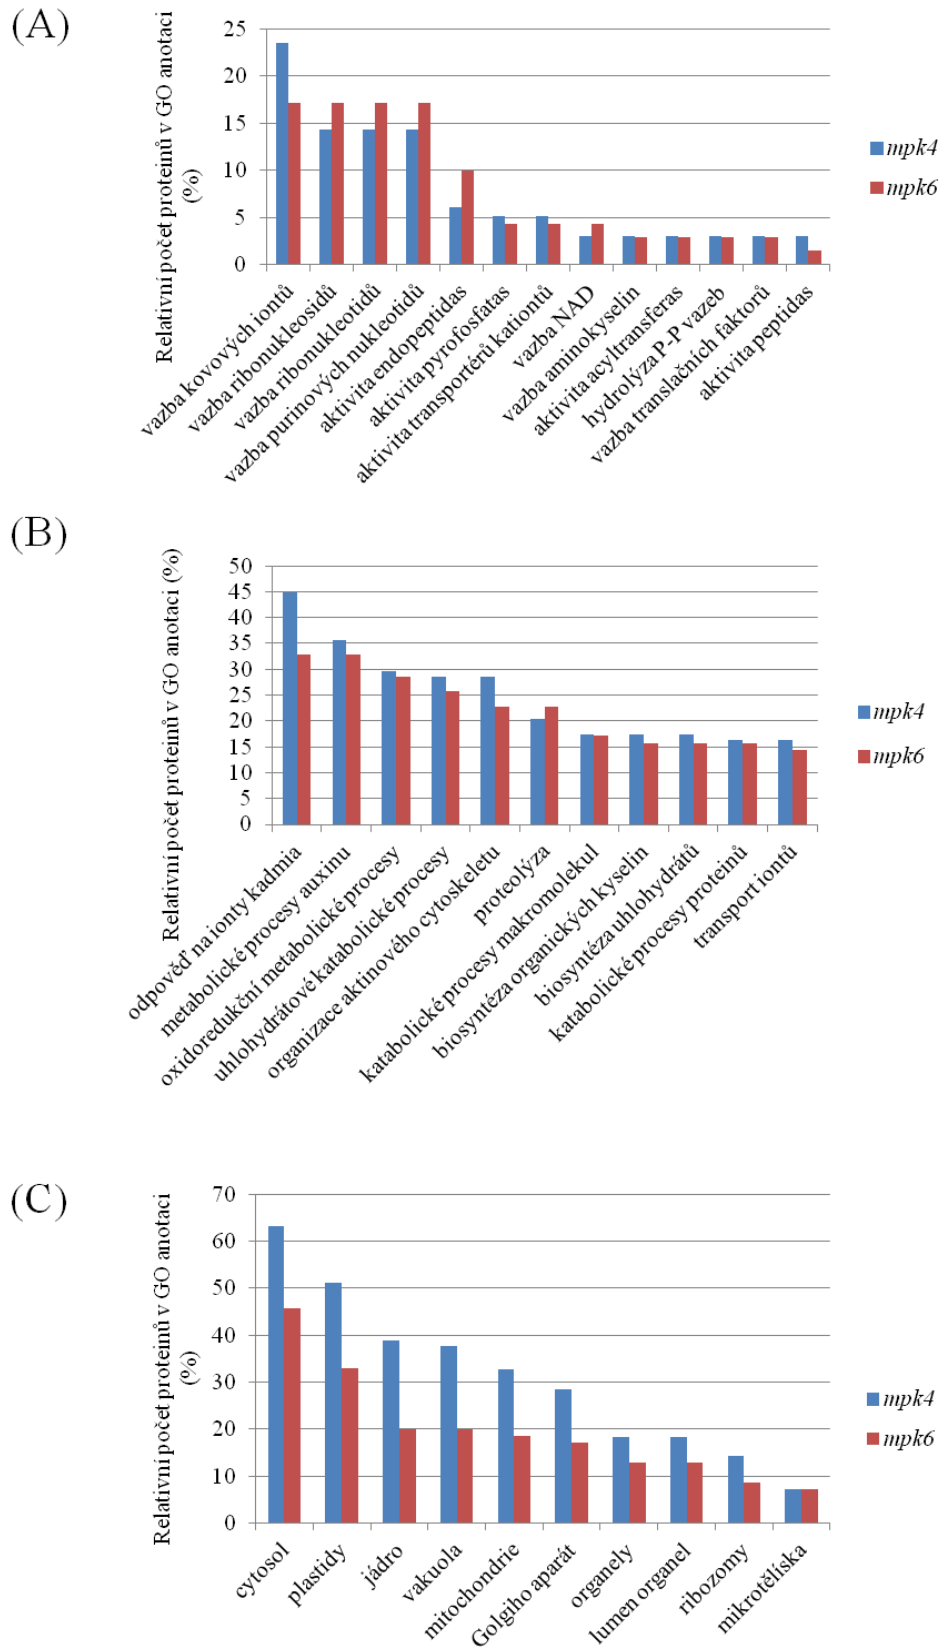 (A)
Relativní počet proteinů v GO anotaci
(%)
25
20
15
10
5
0
vazba kovových iontů
vazba ribonukleosidů
vazba ribonukleotidů
vazba purinových nukleotidů
aktivita endopeptidas
aktivita pyrofosfatas
aktivita transportérů kationtů
vazba NAD
vazba aminokyselin
aktivita acyltransferas
hydrolýza P-P vazeb
vazba translačních faktorů
aktivita peptidas
mpk4
mpk6
(B)
Relativní počet proteinů v GO anotaci (%)
50
45
40
35
30
25
20
15
10
5
0
odpověď na ionty kadmia
metabolické procesy auxinu
oxidoredukční metabolické procesy
uhlohydrátové katabolické procesy
organizace aktinového cytoskeletu
proteolýza
katabolické procesy makromolekul
biosyntéza organických kyselin
biosyntéza uhlohydrátů
katabolické procesy proteinů
transport iontů
mpk4
mpk6
(C)
Relativní počet proteinů v GO anotaci
(%)
70
60
50
40
30
20
10
0
cytosol
plastidy
jádro
vakuola
mitochondrie
Golgiho aparát
organely
lumen organel
ribozomy
mikrotělíska
mpk4
mpk6